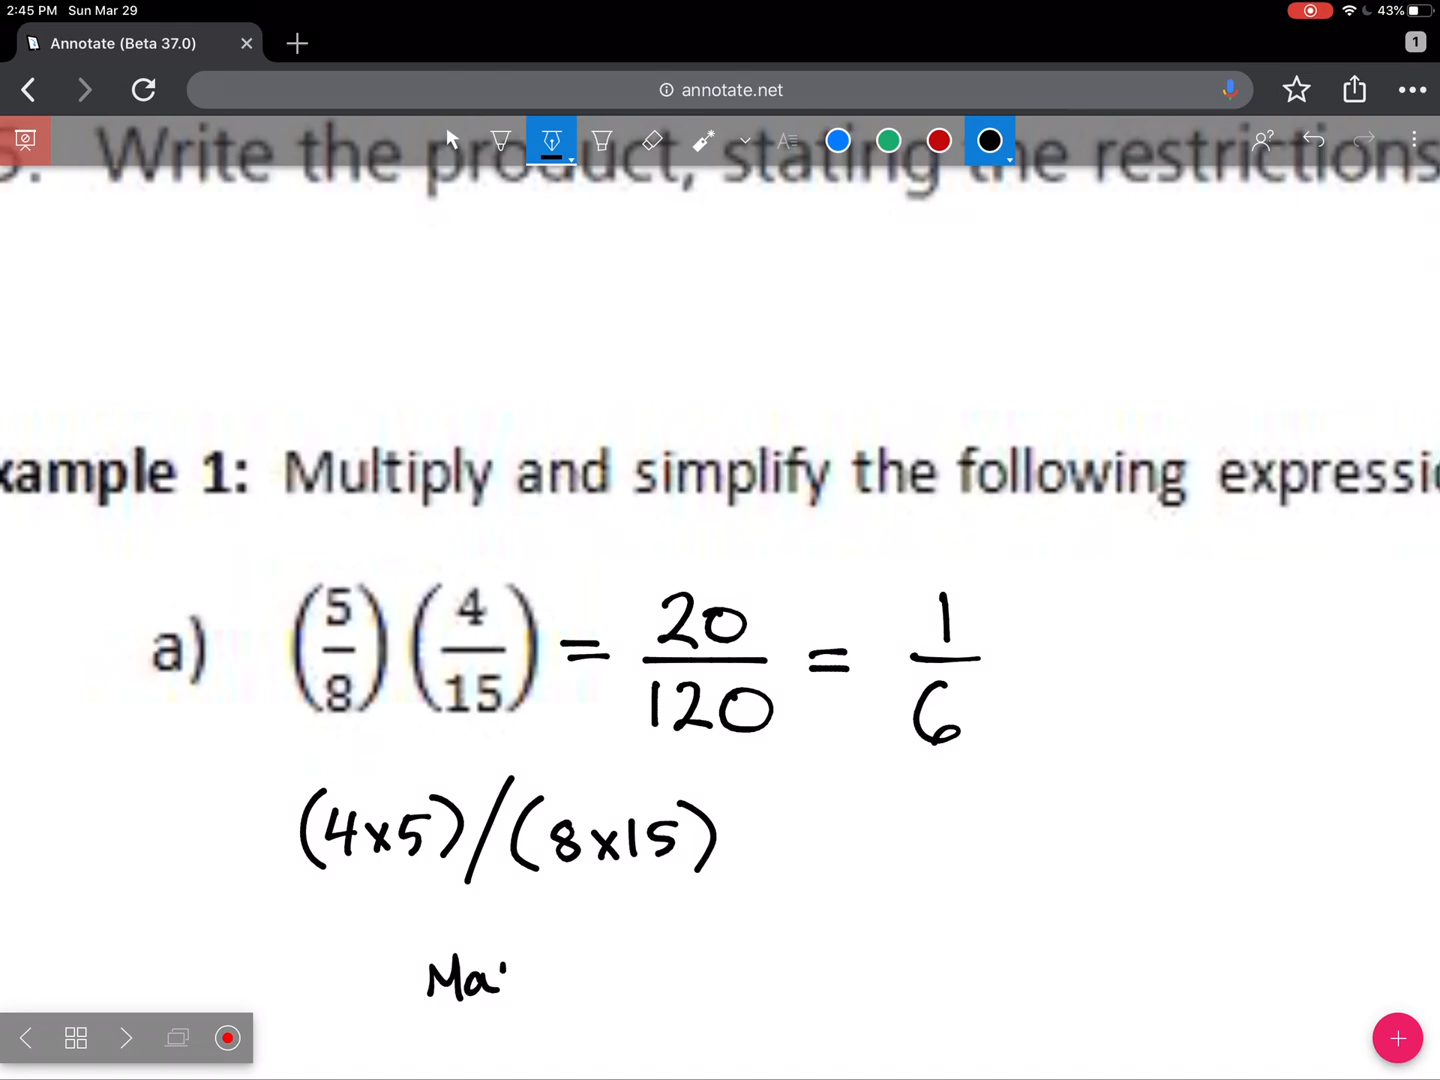 2:45 PM Sun Mar 29 43%
Annotate (Beta 37.0) 1
annotate.net
Write the product, stating the restrictions
xample 1: Multiply and simplify the following expressi
a) (5/8)(4/15) = 20/120 = 1/6
(4x5)/(8x15)
Ma